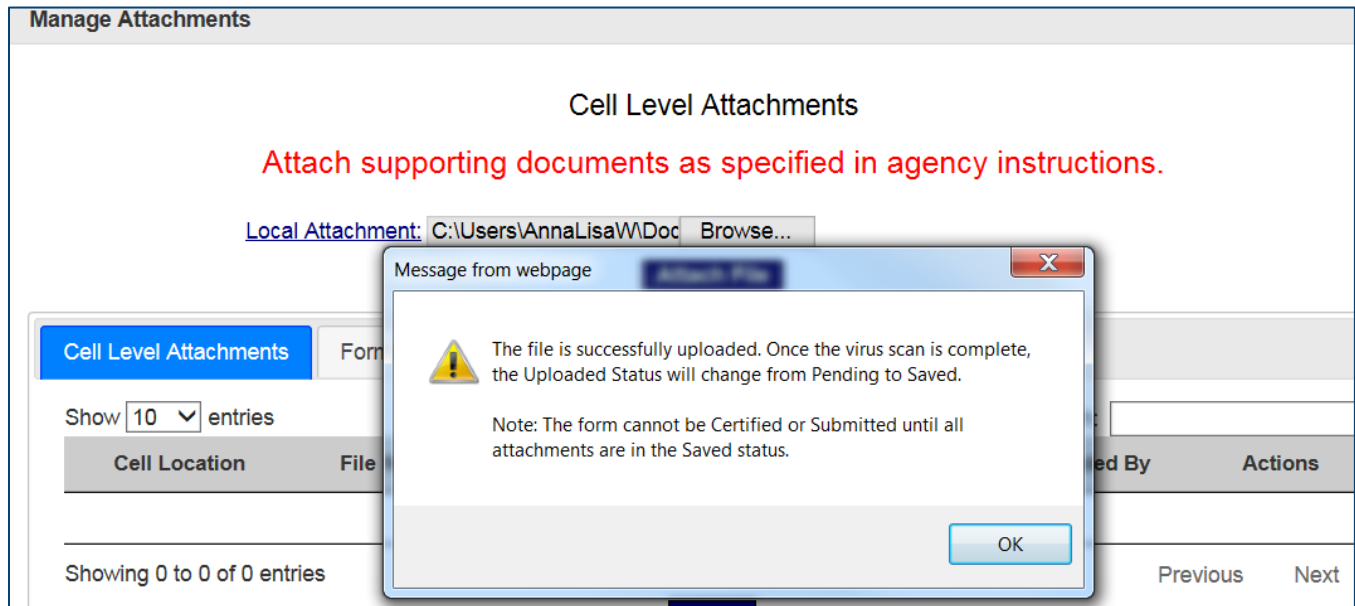 Manage Attachments
Cell Level Attachments
Attach supporting documents as specified in agency instructions.
Local Attachment: C:\Users\AnnaLisaW\Doc Browse...
Message from webpage
Attach File
The file is successfully uploaded. Once the virus scan is complete,
the Uploaded Status will change from Pending to Saved.
Note: The form cannot be Certified or Submitted until all
attachments are in the Saved status.
OK
Cell Level Attachments Form
Show 10 entries
Cell Location File ed By Actions
Showing 0 to 0 of 0 entries Previous Next